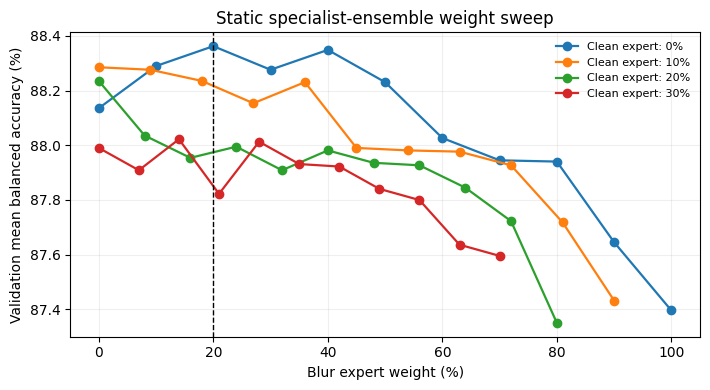 Static specialist-ensemble weight sweep
Validation mean balanced accuracy (%)
88.4
88.2
88.0
87.8
87.6
87.4
Clean expert: 0%
Clean expert: 10%
Clean expert: 20%
Clean expert: 30%
0 20 40 60 80 100
Blur expert weight (%)